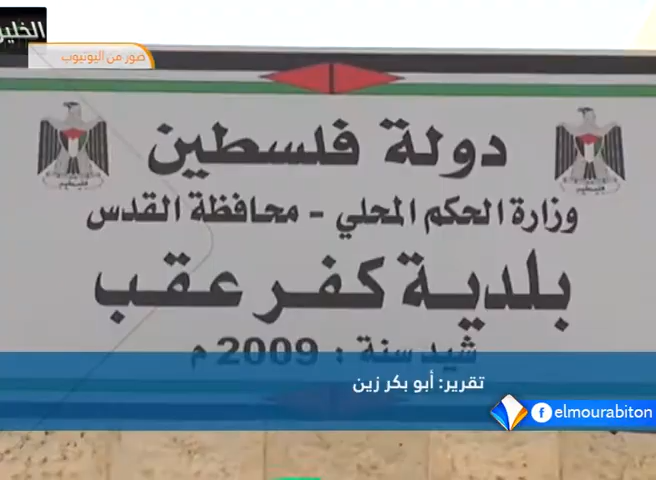 الخليل
صور من اليوتيوب
دولة فلسطين
وزارة الحكم المحلي - محافظة القدس
بلدية كفر عقب
شيد سنة : 2009 م
تقرير: أبو بكر زين
elmourabiton